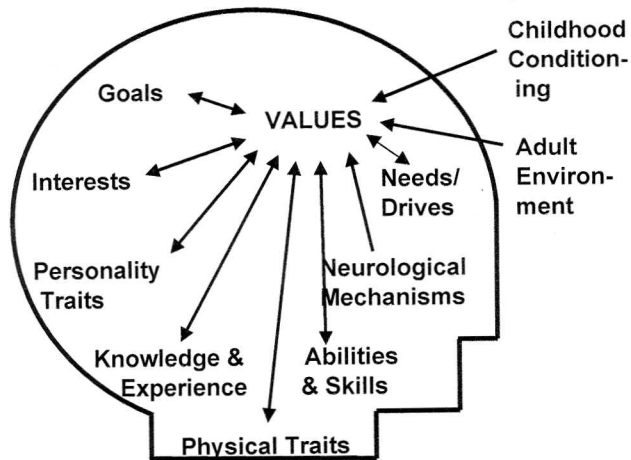 Childhood
Condition-
ing
Goals
VALUES
Adult
Environ-
ment
Interests
Needs/
Drives
Personality
Traits
Neurological
Mechanisms
Knowledge &
Experience
Abilities
& Skills
Physical Traits